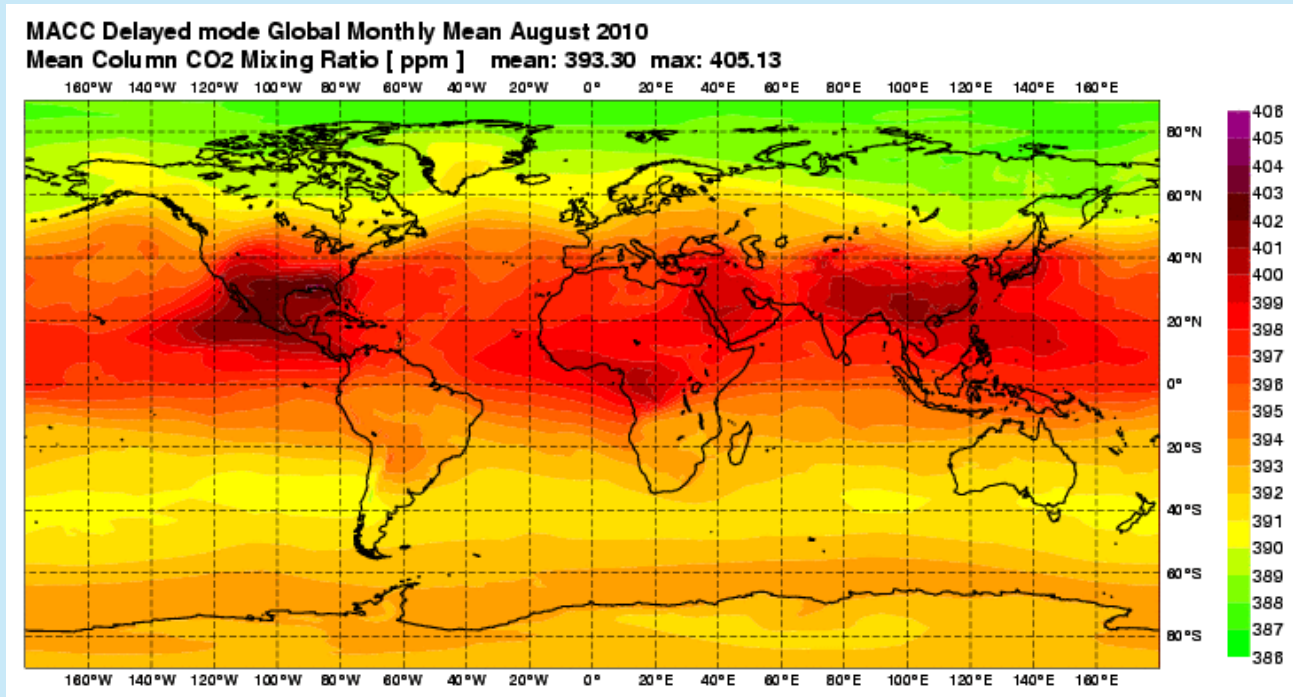 MACC Delayed mode Global Monthly Mean August 2010
Mean Column CO2 Mixing Ratio [ ppm ] mean: 393.30 max: 405.13
160°W 140°W 120°W 100°W 80°W 60°W 40°W 20°W 0° 20°E 40°E 60°E 80°E 100°E 120°E 140°E 160°E
80°N
60°N
40°N
20°N
0°
20°S
40°S
60°S
80°S
406
405
404
403
402
401
400
399
398
397
396
395
394
393
392
391
390
389
388
387
386
160°W 140°W 120°W 100°W 80°W 60°W 40°W 20°W 0° 20°E 40°E 60°E 80°E 100°E 120°E 140°E 160°E